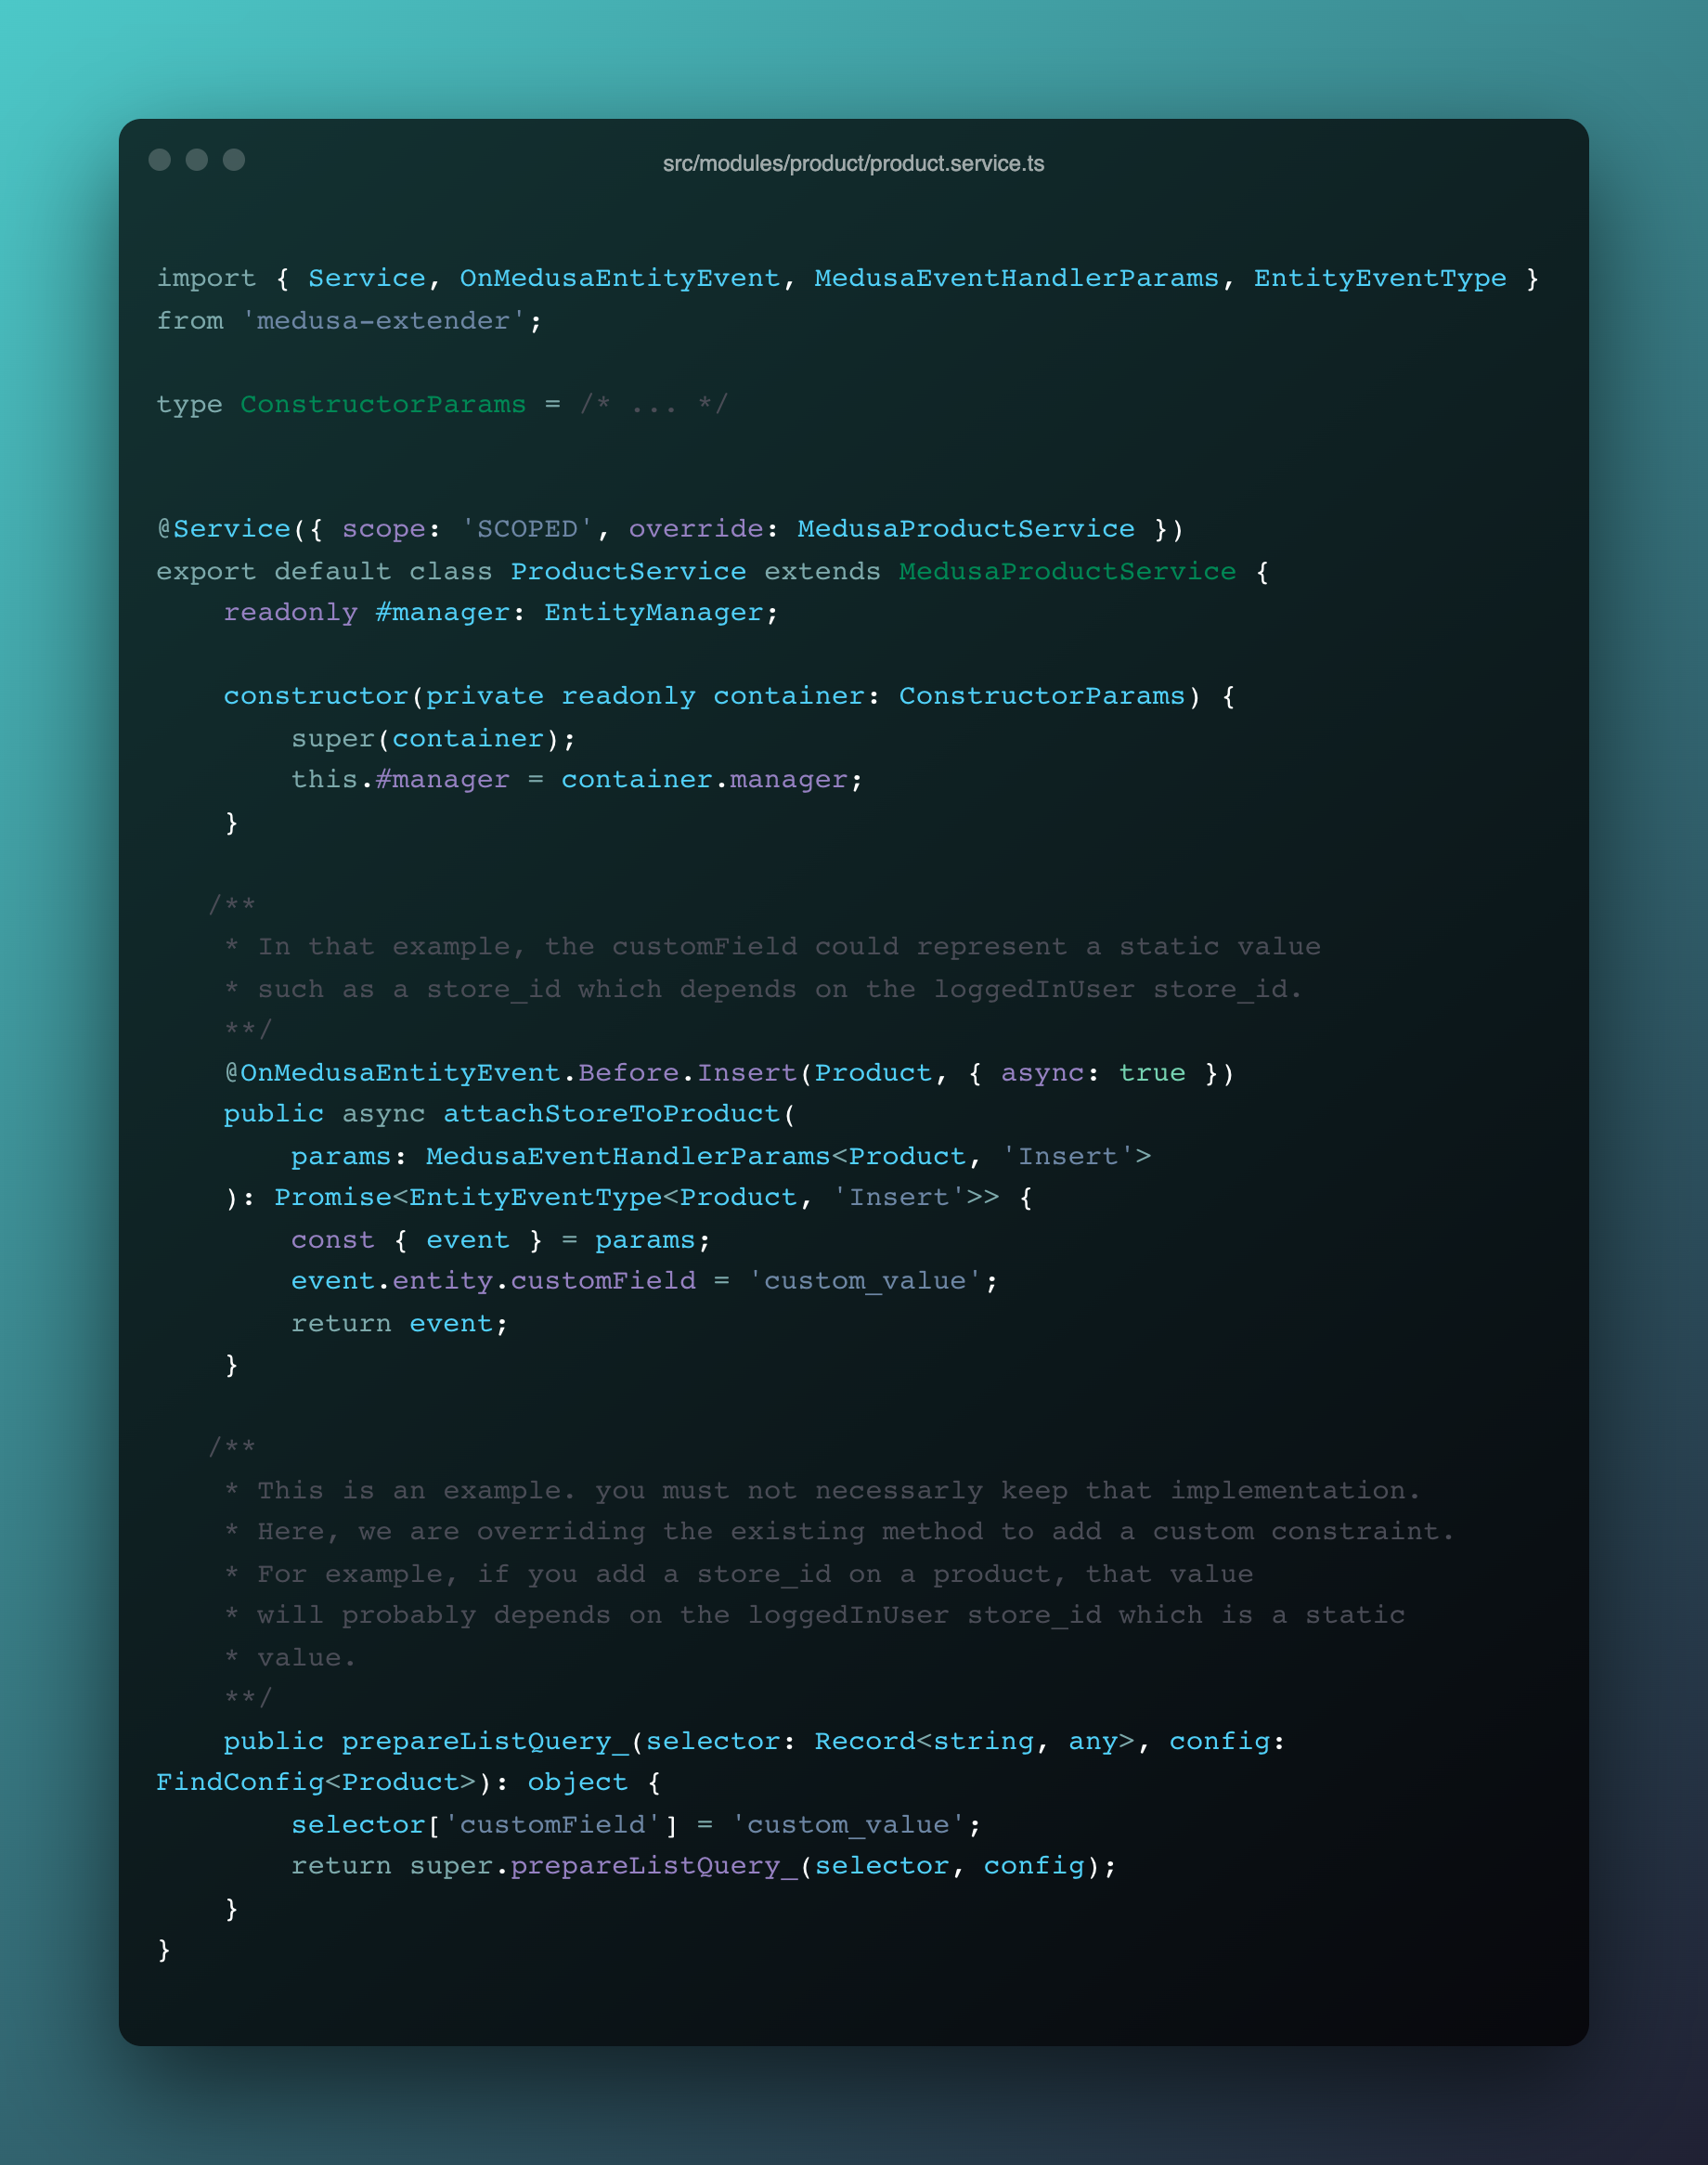 src/modules/product/product.service.ts
import { Service, OnMedusaEntityEvent, MedusaEventHandlerParams, EntityEventType }
from 'medusa-extender';
type ConstructorParams = /* ... */
@Service({ scope: 'SCOPED', override: MedusaProductService })
export default class ProductService extends MedusaProductService {
    readonly #manager: EntityManager;
    constructor(private readonly container: ConstructorParams) {
        super(container);
        this.#manager = container.manager;
    }
   /**
    * In that example, the customField could represent a static value
    * such as a store_id which depends on the loggedInUser store_id.
    **/
    @OnMedusaEntityEvent.Before.Insert(Product, { async: true })
    public async attachStoreToProduct(
        params: MedusaEventHandlerParams<Product, 'Insert'>
    ): Promise<EntityEventType<Product, 'Insert'>> {
        const { event } = params;
        event.entity.customField = 'custom_value';
        return event;
    }
   /**
    * This is an example. you must not necessarly keep that implementation.
    * Here, we are overriding the existing method to add a custom constraint.
    * For example, if you add a store_id on a product, that value
    * will probably depends on the loggedInUser store_id which is a static
    * value.
    **/
    public prepareListQuery_(selector: Record<string, any>, config:
FindConfig<Product>): object {
        selector['customField'] = 'custom_value';
        return super.prepareListQuery_(selector, config);
    }
}